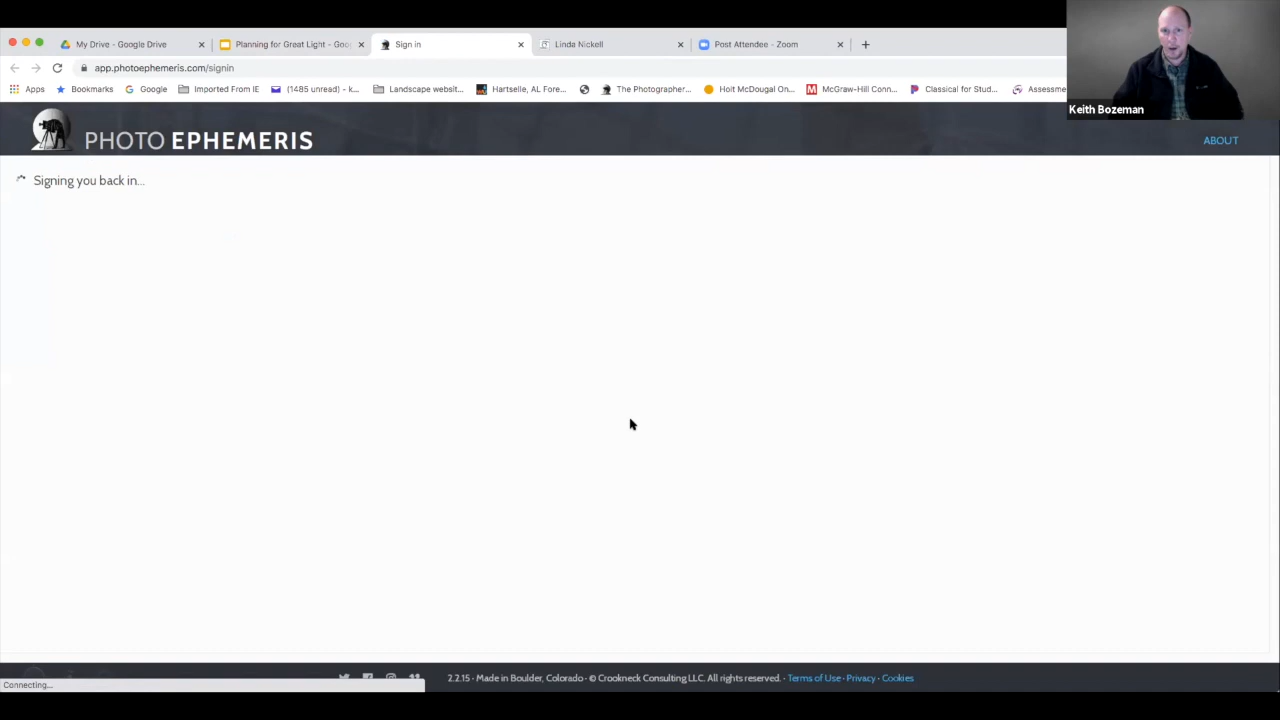 My Drive - Google Drive
Planning for Great Light - Goog
Sign in
Linda Nickell
Post Attendee - Zoom
app.photoephemeris.com/signin
Apps
Bookmarks
Google
Imported From IE
(1485 unread) - k...
Landscape websit...
Hartselle, AL Fore...
The Photographer...
Holt McDougal On...
McGraw-Hill Conn...
Classical for Stud...
Assessme
Keith Bozeman
PHOTO EPHEMERIS
ABOUT
Signing you back in...
2.2.15 · Made in Boulder, Colorado · © Crookneck Consulting LLC. All rights reserved. · Terms of Use · Privacy · Cookies
Connecting...